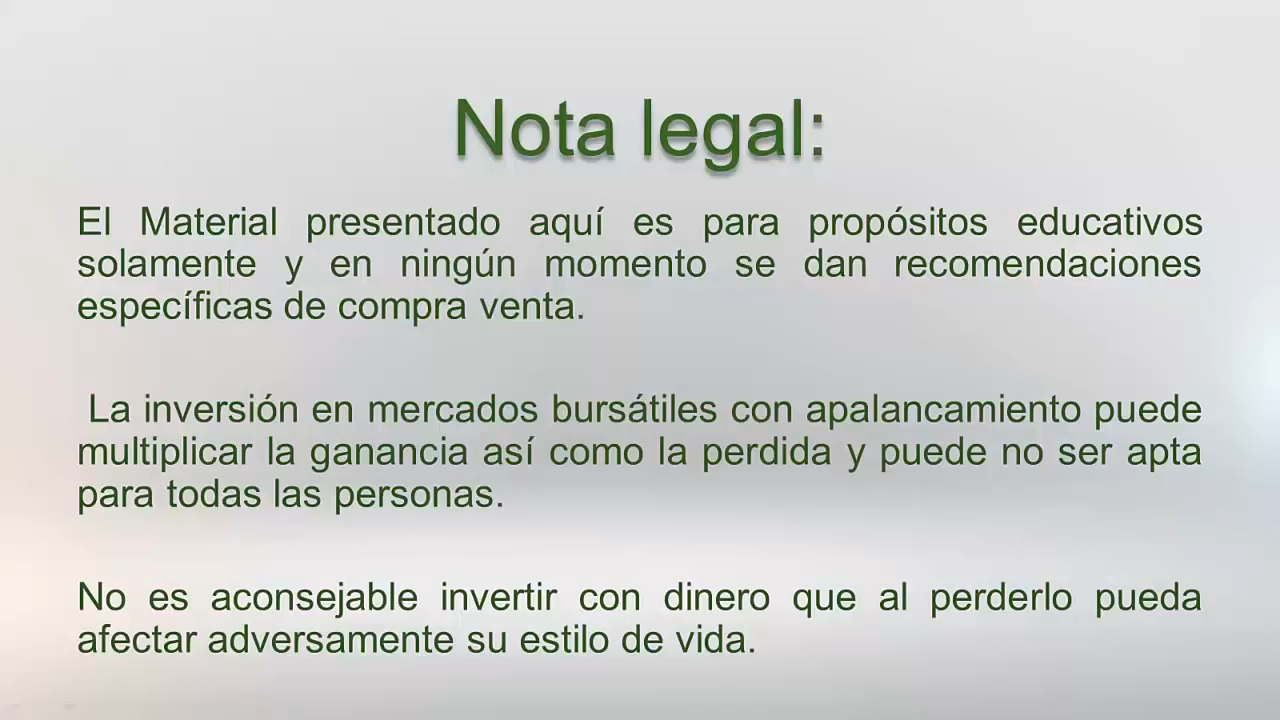 Nota legal:
El Material presentado aquí es para propósitos educativos
solamente y en ningún momento se dan recomendaciones
específicas de compra venta.
La inversión en mercados bursátiles con apalancamiento puede
multiplicar la ganancia así como la perdida y puede no ser apta
para todas las personas.
No es aconsejable invertir con dinero que al perderlo pueda
afectar adversamente su estilo de vida.